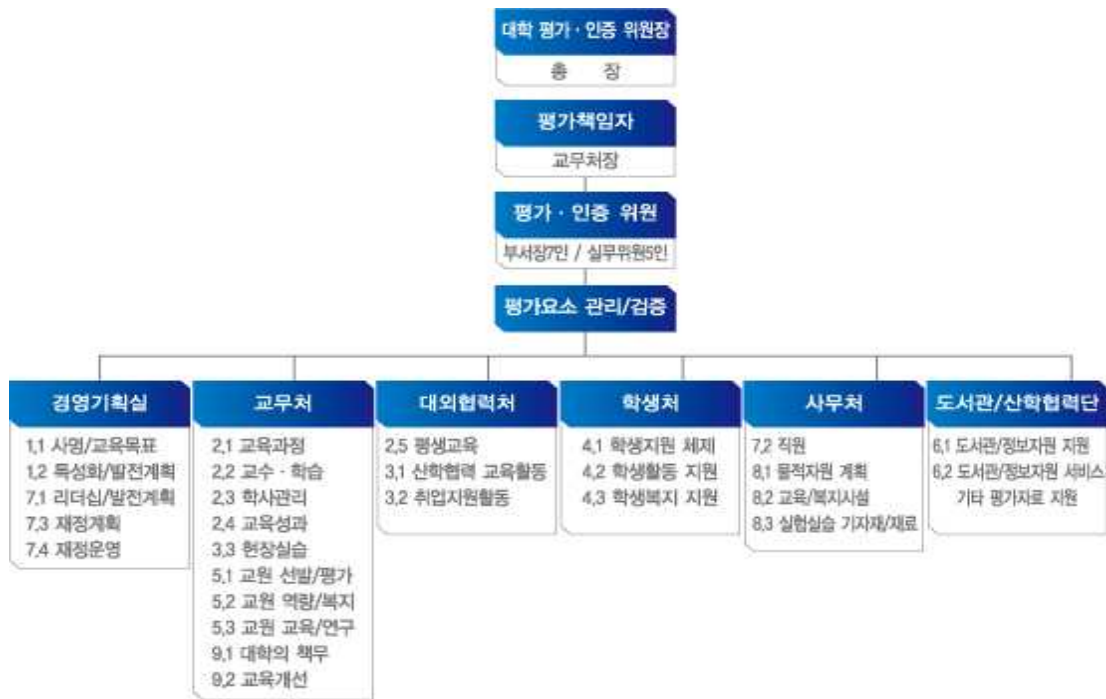 대학 평가 · 인증 위원장
총 장
평가책임자
교무처장
평가 · 인증 위원
부서장7인 / 실무위원5인
평가요소 관리/검증
경영기획실
1.1 사명/교육목표
1.2 특성화/발전계획
7.1 리더십/발전계획
7.3 재정계획
7.4 재정운영
교무처
2.1 교육과정
2.2 교수 · 학습
2.3 학사관리
2.4 교육성과
3.3 현장실습
5.1 교원 선발/평가
5.2 교원 역량/복지
5.3 교원 교육/연구
9.1 대학의 책무
9.2 교육개선
대외협력처
2.5 평생교육
3.1 산학협력 교육활동
3.2 취업지원활동
학생처
4.1 학생지원 체제
4.2 학생활동 지원
4.3 학생복지 지원
사무처
7.2 직원
8.1 물적자원 계획
8.2 교육/복지시설
8.3 실험실습 기자재/재료
도서관/산학협력단
6.1 도서관/정보자원 지원
6.2 도서관/정보자원 서비스
기타 평가자료 지원